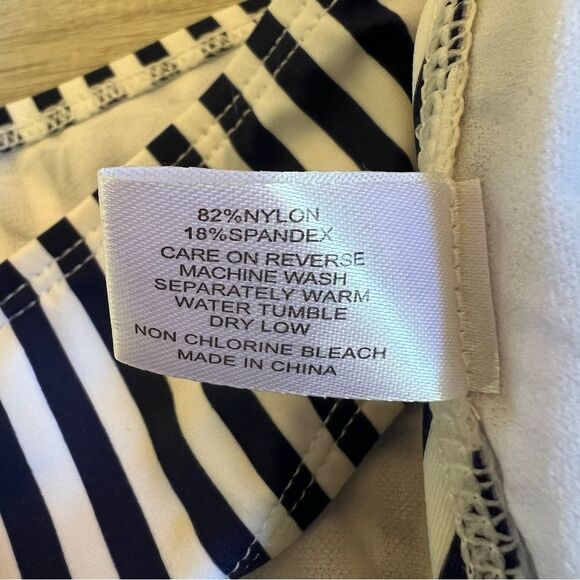 82%NYLON
18%SPANDEX
CARE ON REVERSE
MACHINE WASH
SEPARATELY WARM
WATER TUMBLE
DRY LOW
NON CHLORINE BLEACH
MADE IN CHINA